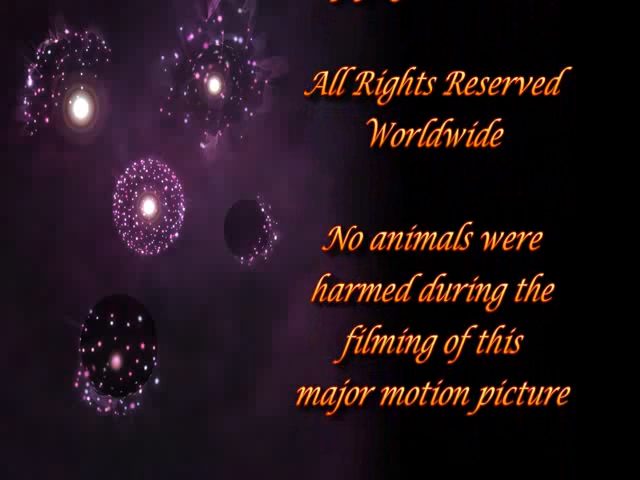 All Rights Reserved
Worldwide
No animals were
harmed during the
filming of this
major motion picture